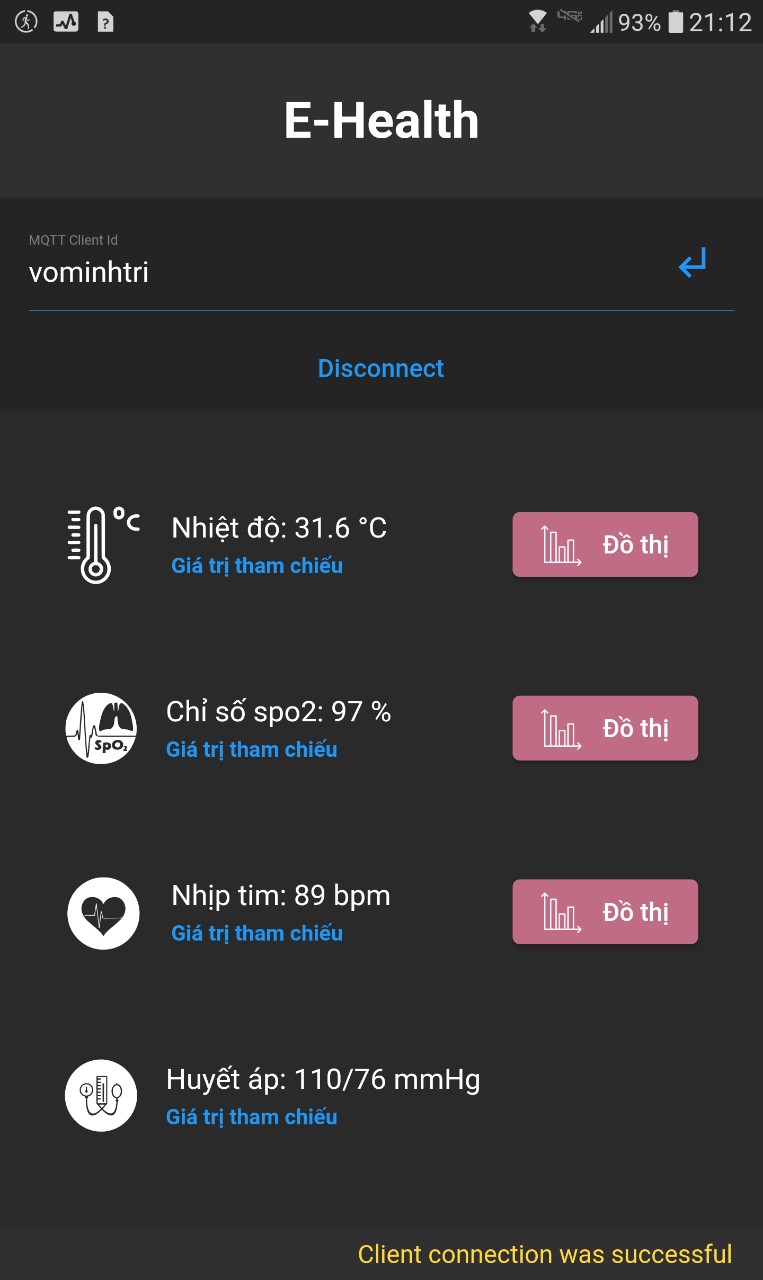 93% 21:12
E-Health
MQTT Client Id
vominhtri
Disconnect
°C
Nhiệt độ: 31.6 °C
Giá trị tham chiếu
Đồ thị
SpO₂
Chỉ số spo2: 97 %
Giá trị tham chiếu
Đồ thị
Nhịp tim: 89 bpm
Giá trị tham chiếu
Đồ thị
Huyết áp: 110/76 mmHg
Giá trị tham chiếu
Client connection was successful